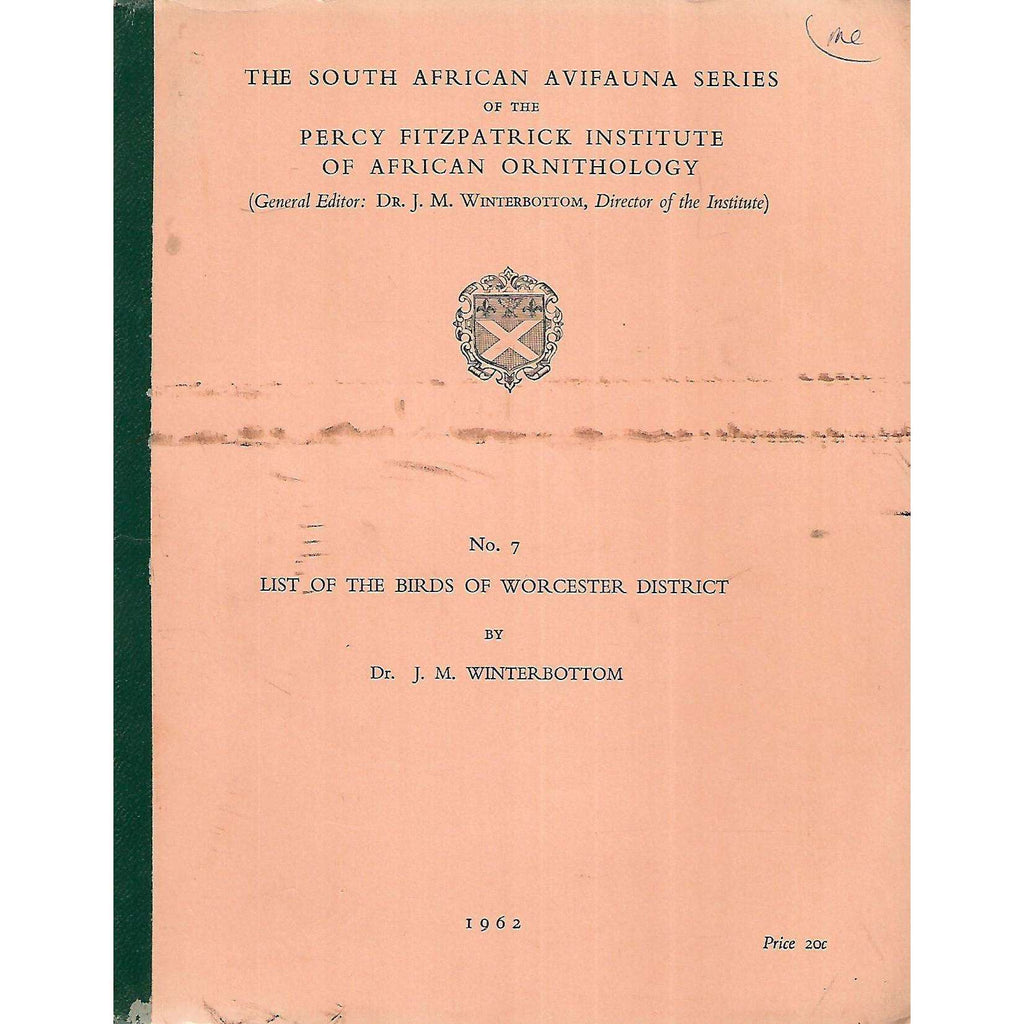 me
THE SOUTH AFRICAN AVIFAUNA SERIES
OF THE
PERCY FITZPATRICK INSTITUTE
OF AFRICAN ORNITHOLOGY
(General Editor: DR. J. M. WINTERBOTTOM, Director of the Institute)
No. 7
LIST OF THE BIRDS OF WORCESTER DISTRICT
BY
Dr. J. M. WINTERBOTTOM
1962
Price 20c